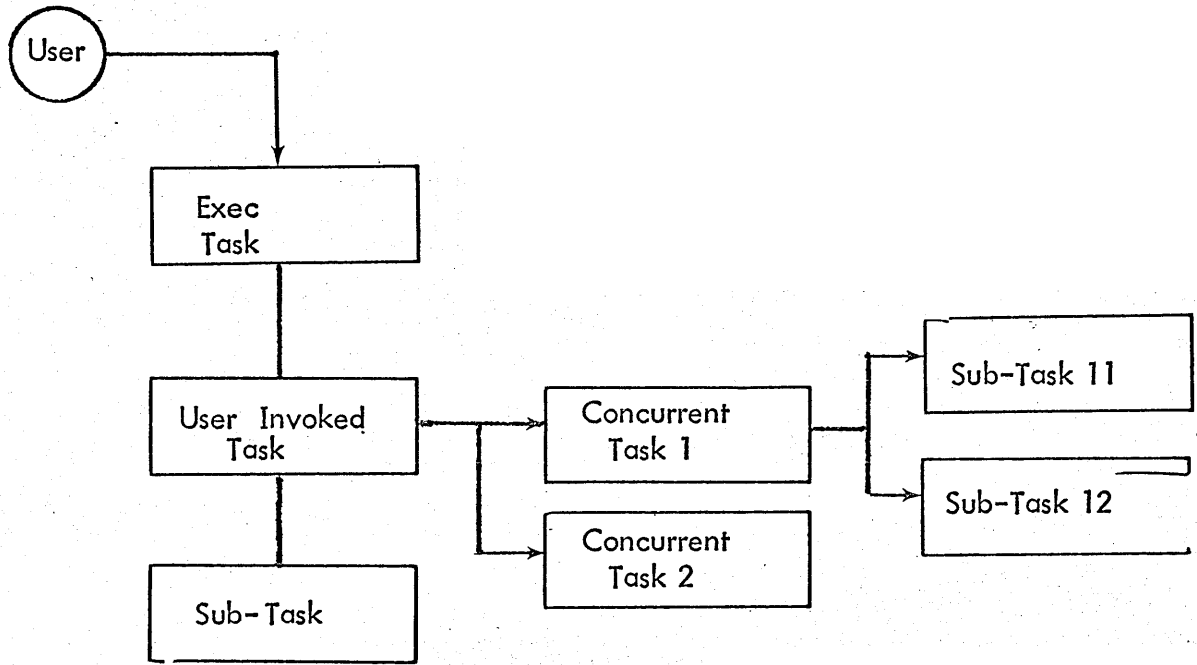 User
Exec
Task
User Invoked
Task
Sub-Task
Concurrent
Task 1
Concurrent
Task 2
Sub-Task 11
Sub-Task 12